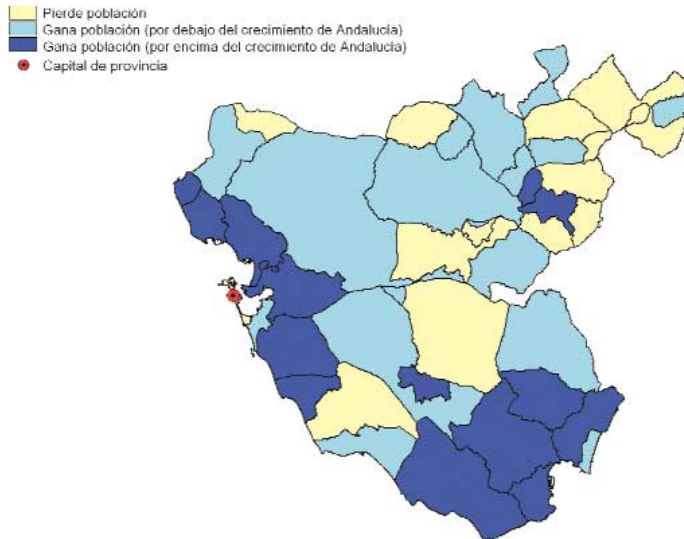 Pierde población
Gana población (por debajo del crecimiento de Andalucía)
Gana población (por encima del crecimiento de Andalucía)
Capital de provincia